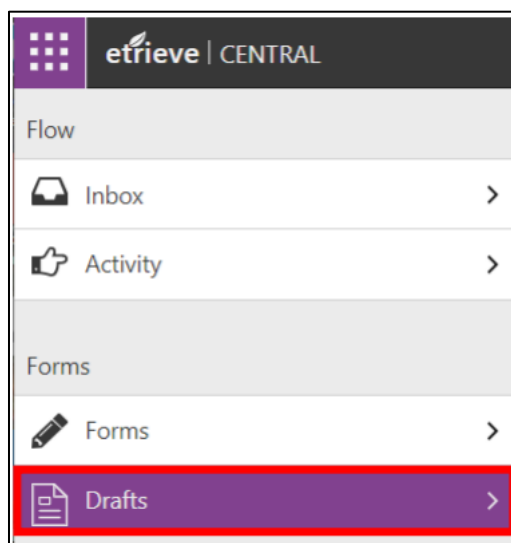 etrieve | CENTRAL
Flow
Inbox
Activity
Forms
Forms
Drafts